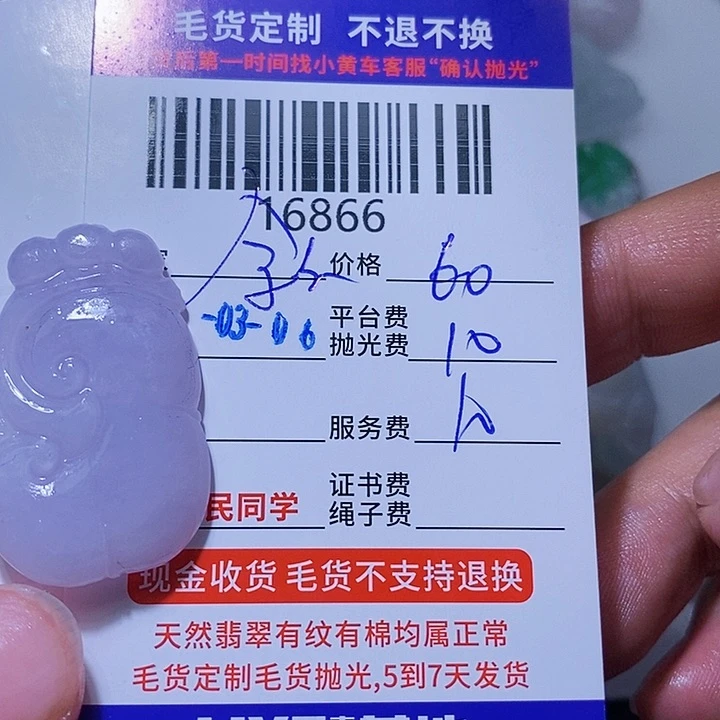 毛货定制 不退不换
后第一时间找小黄车客服“确认抛光”
16866
价格 60
-03-06
平台费
抛光费 10
服务费 10
民同学
证书费
绳子费
现金收货 毛货不支持退换
天然翡翠有纹有棉均属正常
毛货定制毛货抛光,5到7天发货